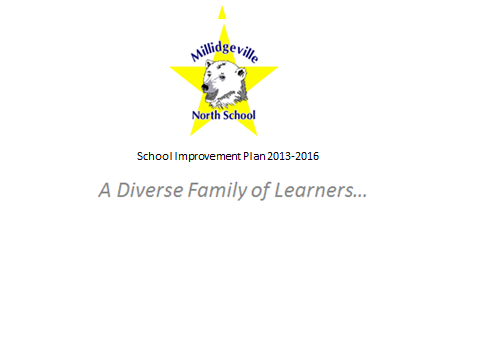 Millidgeville
North School
School Improvement Plan 2013-2016
A Diverse Family of Learners…